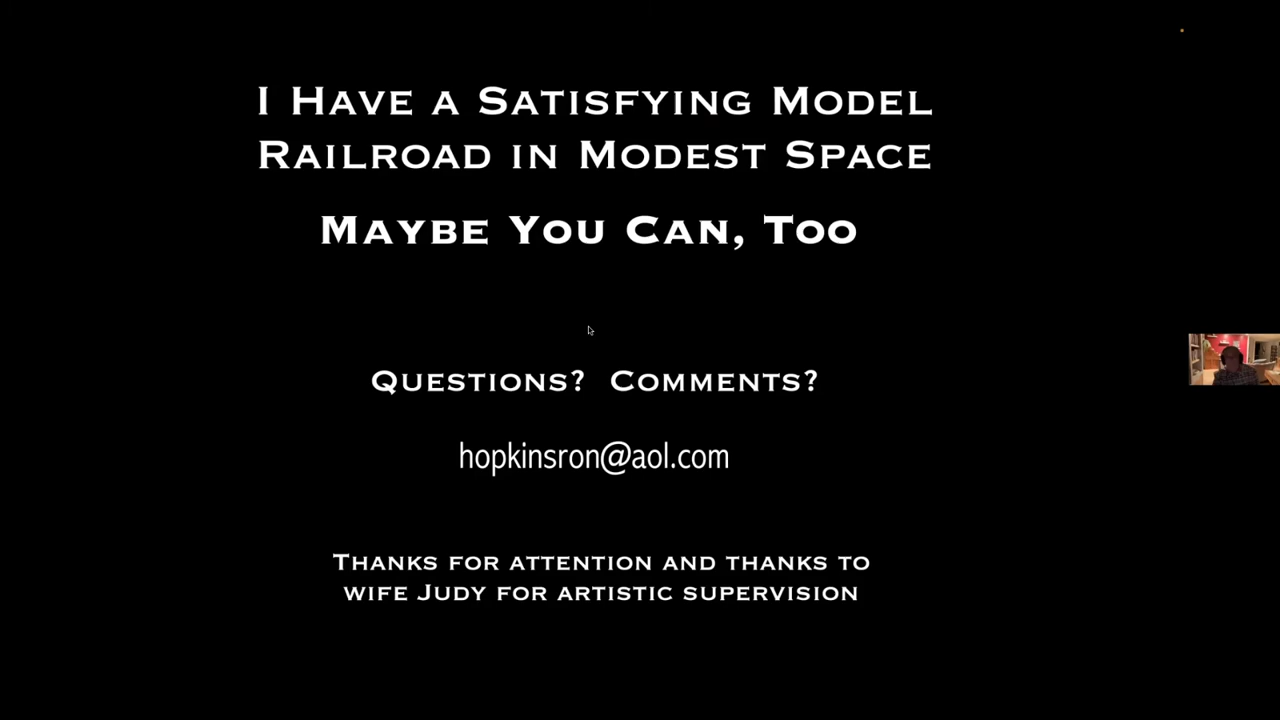 I Have a Satisfying Model
Railroad in Modest Space
Maybe You Can, Too
Questions? Comments?
hopkinsron@aol.com
Thanks for attention and thanks to
wife Judy for artistic supervision